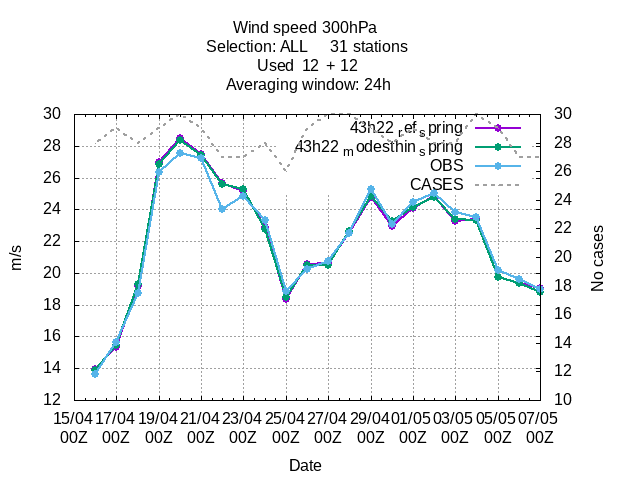 Wind speed 300hPa
Selection: ALL     31 stations
Used  12  + 12
Averaging window: 24h
30
28
26
24
22
20
18
16
14
12
m/s
30
28
26
24
22
20
18
16
14
12
10
No cases
43h22 ref spring
43h22 modesthin spring
OBS
CASES
15/04 17/04 19/04 21/04 23/04 25/04 27/04 29/04 01/05 03/05 05/05 07/05
00Z 00Z 00Z 00Z 00Z 00Z 00Z 00Z 00Z 00Z 00Z 00Z
Date